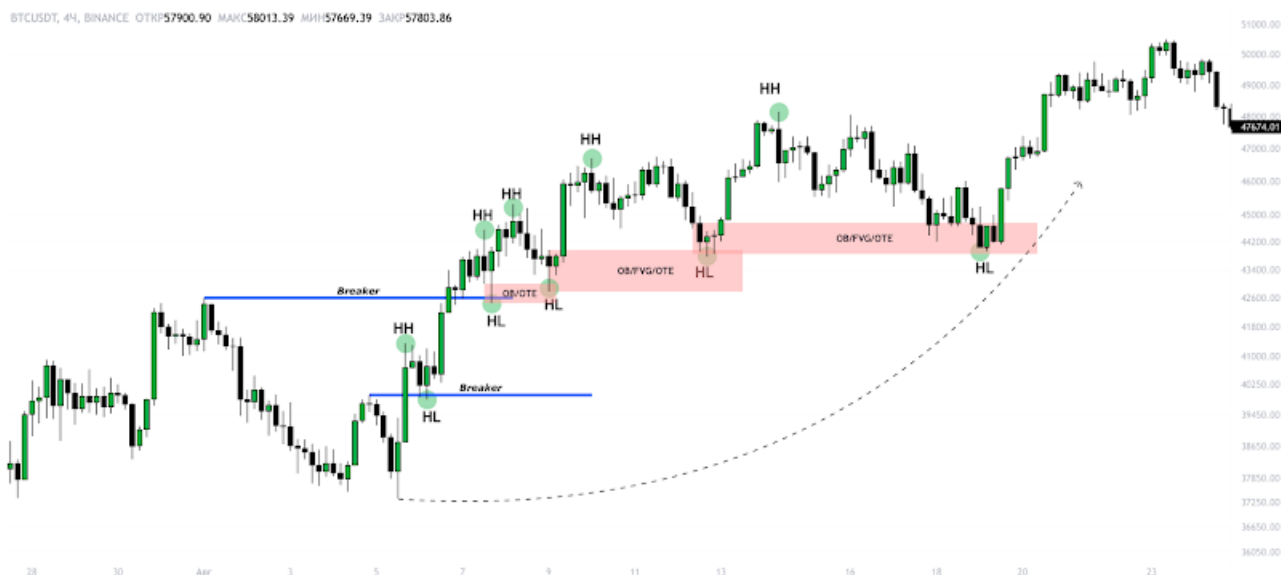 BTCUSDT, 4Ч, BINANCE ОТКР57900.90 МАКС58013.39 МИН57669.39 ЗАКР57803.86
51000.00
50000.00
49000.00
48000.00
47674.01
47000.00
46000.00
45000.00
44200.00
43400.00
42600.00
41800.00
41000.00
40250.00
39450.00
38650.00
37850.00
37250.00
36650.00
36050.00
HH
HH
HH
HH
HH
Breaker
OB/OTE
OB/FVG/OTE
OB/FVG/OTE
HL
HL
HL
HL
Breaker
HL
28 30 Авг 3 5 7 9 11 13 16 18 20 23